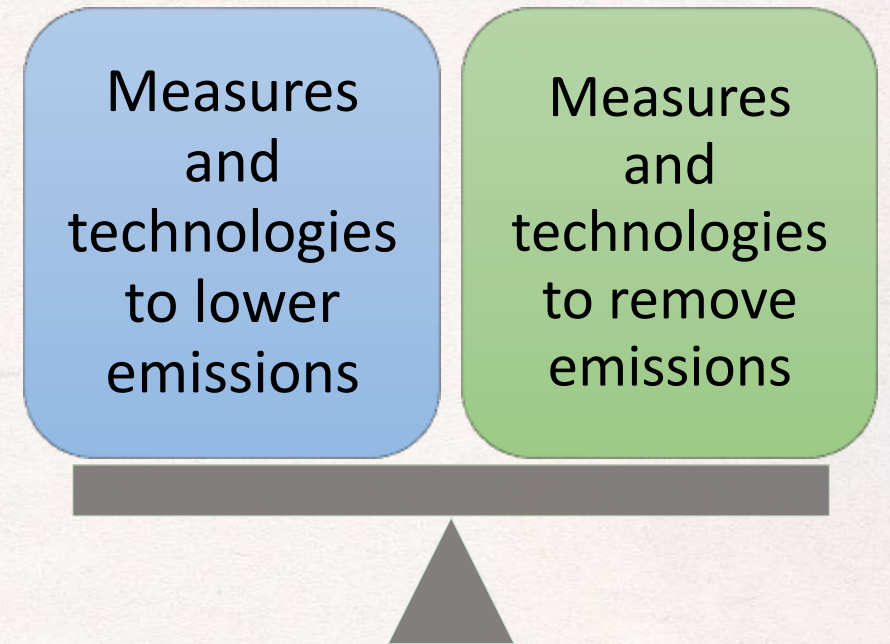 Measures
and
technologies
to lower
emissions
Measures
and
technologies
to remove
emissions